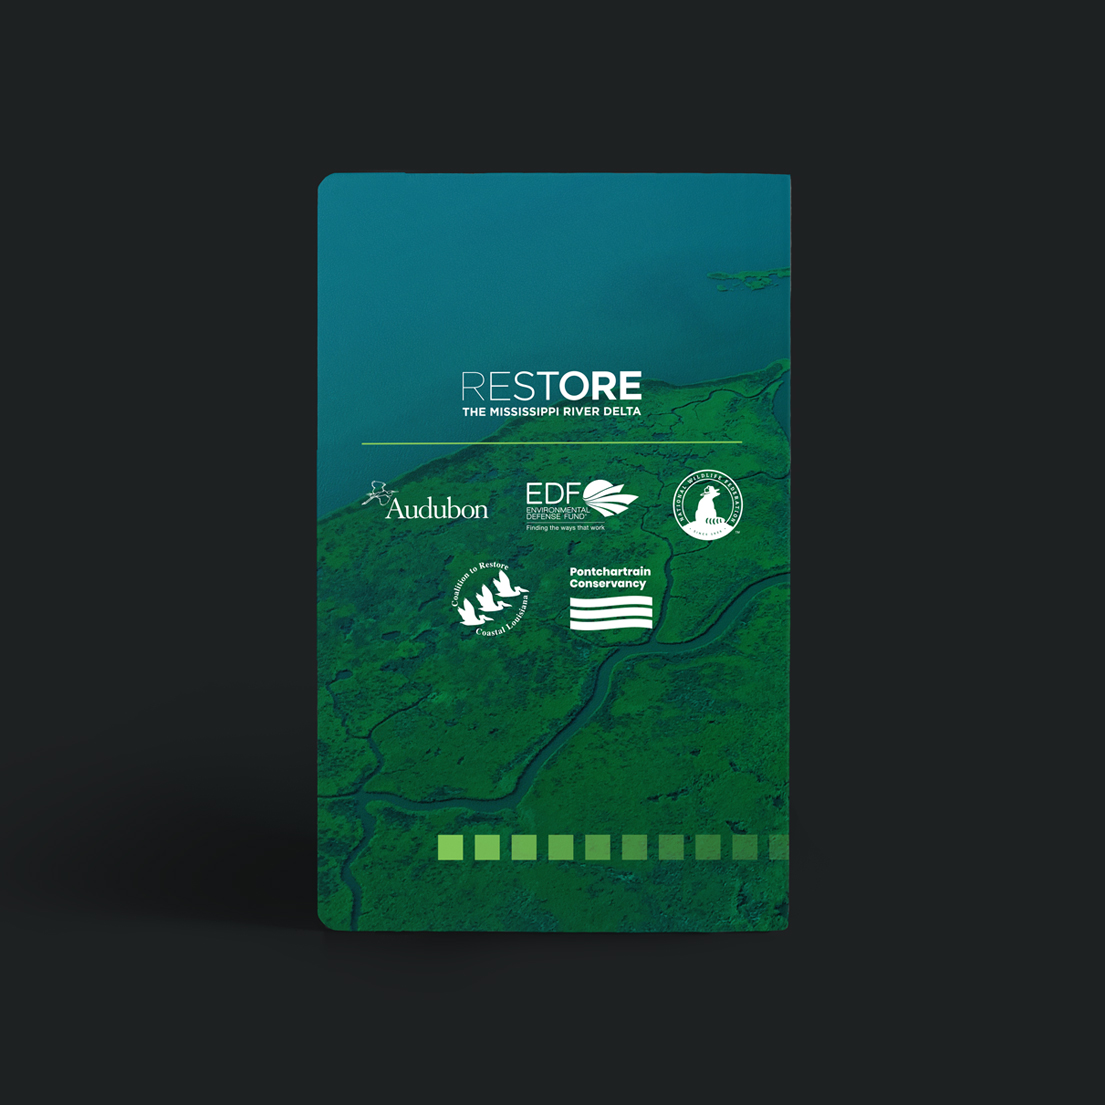 RESTORE
THE MISSISSIPPI RIVER DELTA
Audubon
EDF
ENVIRONMENTAL
DEFENSE FUND®
Finding the ways that work
NATIONAL WILDLIFE FEDERATION
SINCE 1936
™
Coalition to Restore
Coastal Louisiana
Pontchartrain
Conservancy